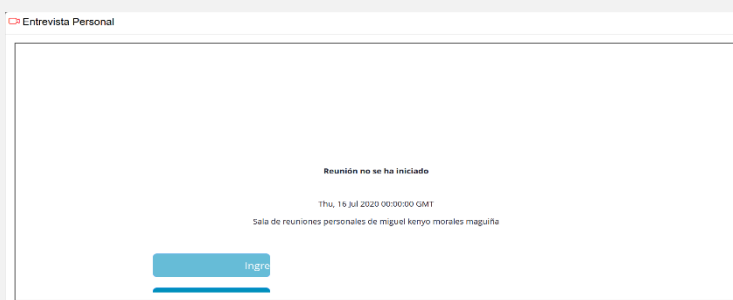 Entrevista Personal
Reunión no se ha iniciado
Thu, 16 Jul 2020 00:00:00 GMT
Sala de reuniones personales de miguel kenyo morales maguiña
Ingre